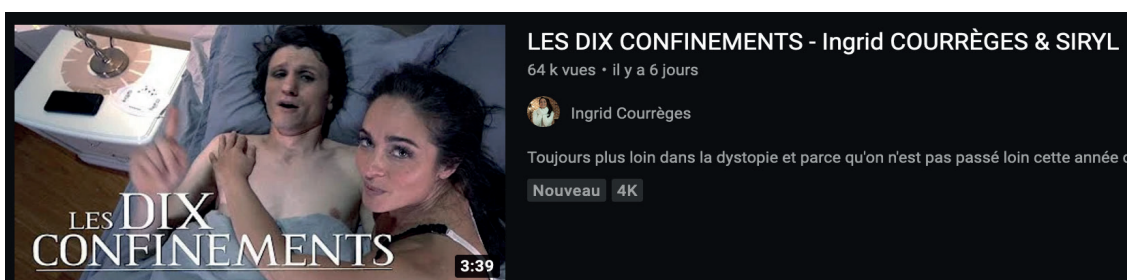 LES DIX
CONFINEMENTS
3:39
LES DIX CONFINEMENTS - Ingrid COURRÈGES & SIRYL
64 k vues • il y a 6 jours
Ingrid Courrèges
Toujours plus loin dans la dystopie et parce qu'on n'est pas passé loin cette année
Nouveau 4K